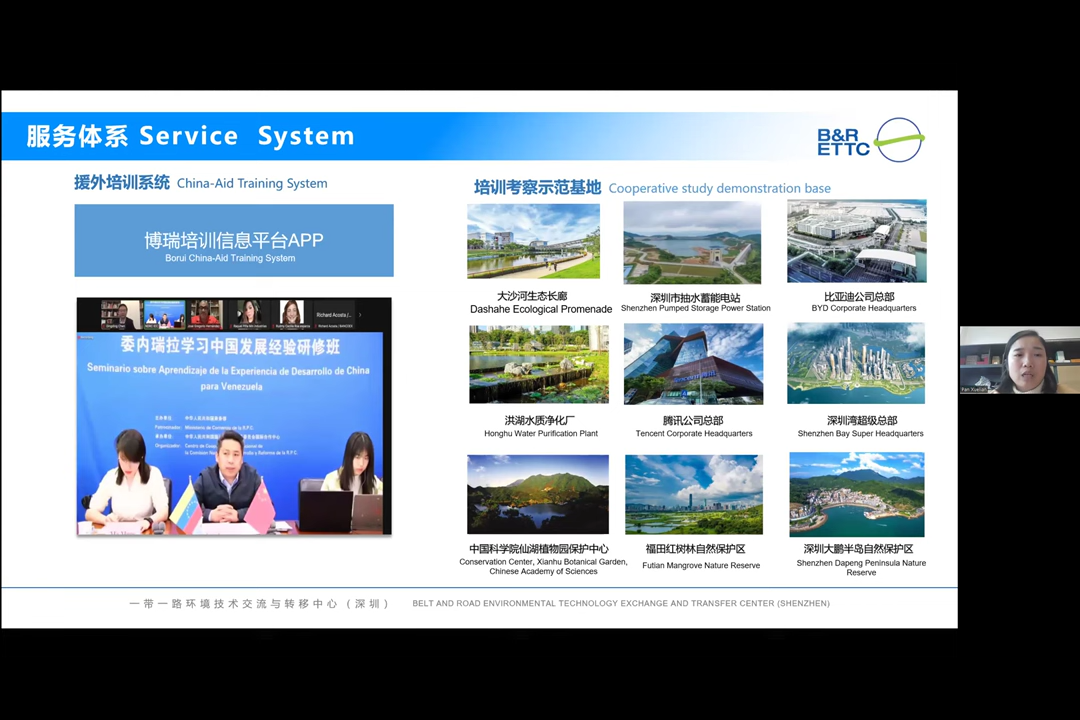 服务体系 Service System
B&R
ETTC
援外培训系统 China-Aid Training System
博瑞培训信息平台APP
Borui China-Aid Training System
Richard Acosta /...
委内瑞拉学习中国发展经验研修班
Seminario sobre Aprendizaje de la Experiencia de Desarrollo de China
para Venezuela
培训考察示范基地 Cooperative study demonstration base
大沙河生态长廊
Dashahe Ecological Promenade
深圳市抽水蓄能电站
Shenzhen Pumped Storage Power Station
比亚迪公司总部
BYD Corporate Headquarters
洪湖水质净化厂
Honghu Water Purification Plant
腾讯公司总部
Tencent Corporate Headquarters
深圳湾超级总部
Shenzhen Bay Super Headquarters
中国科学院仙湖植物园保护中心
Conservation Center, Xianhu Botanical Garden,
Chinese Academy of Sciences
福田红树林自然保护区
Futian Mangrove Nature Reserve
深圳大鹏半岛自然保护区
Shenzhen Dapeng Peninsula Nature
Reserve
一带一路环境技术交流与转移中心（深圳） BELT AND ROAD ENVIRONMENTAL TECHNOLOGY EXCHANGE AND TRANSFER CENTER (SHENZHEN)